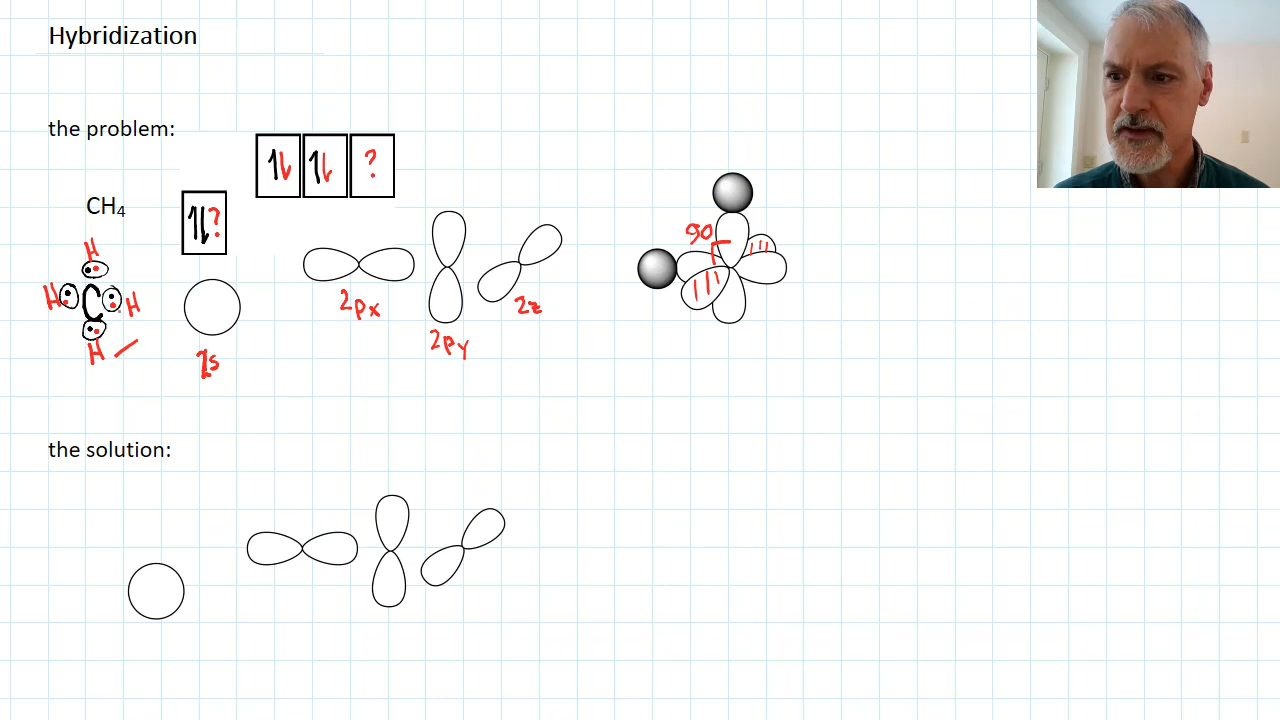 Hybridization
the problem:
? 
CH₄
?
90
H
H C H
H
2s
2px
2py
2z
the solution: